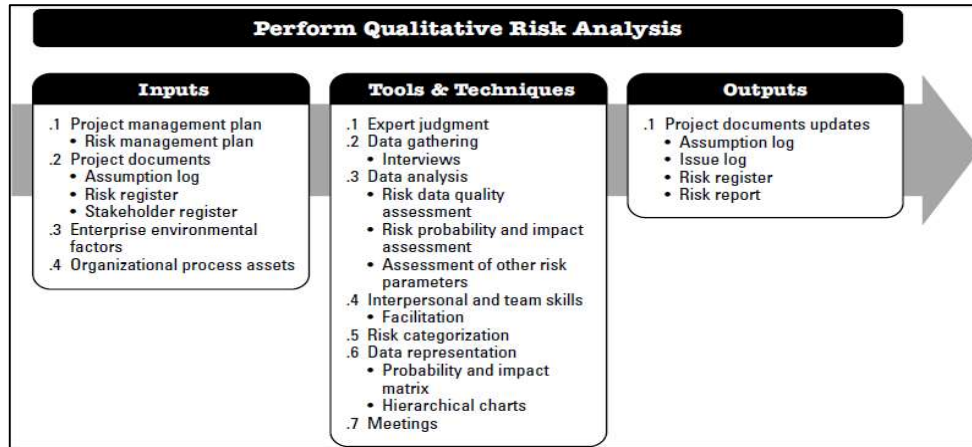 Perform Qualitative Risk Analysis
Inputs
.1 Project management plan
• Risk management plan
.2 Project documents
• Assumption log
• Risk register
• Stakeholder register
.3 Enterprise environmental
factors
.4 Organizational process assets
Tools & Techniques
.1 Expert judgment
.2 Data gathering
• Interviews
.3 Data analysis
• Risk data quality
assessment
• Risk probability and impact
assessment
• Assessment of other risk
parameters
.4 Interpersonal and team skills
• Facilitation
.5 Risk categorization
.6 Data representation
• Probability and impact
matrix
• Hierarchical charts
.7 Meetings
Outputs
.1 Project documents updates
• Assumption log
• Issue log
• Risk register
• Risk report